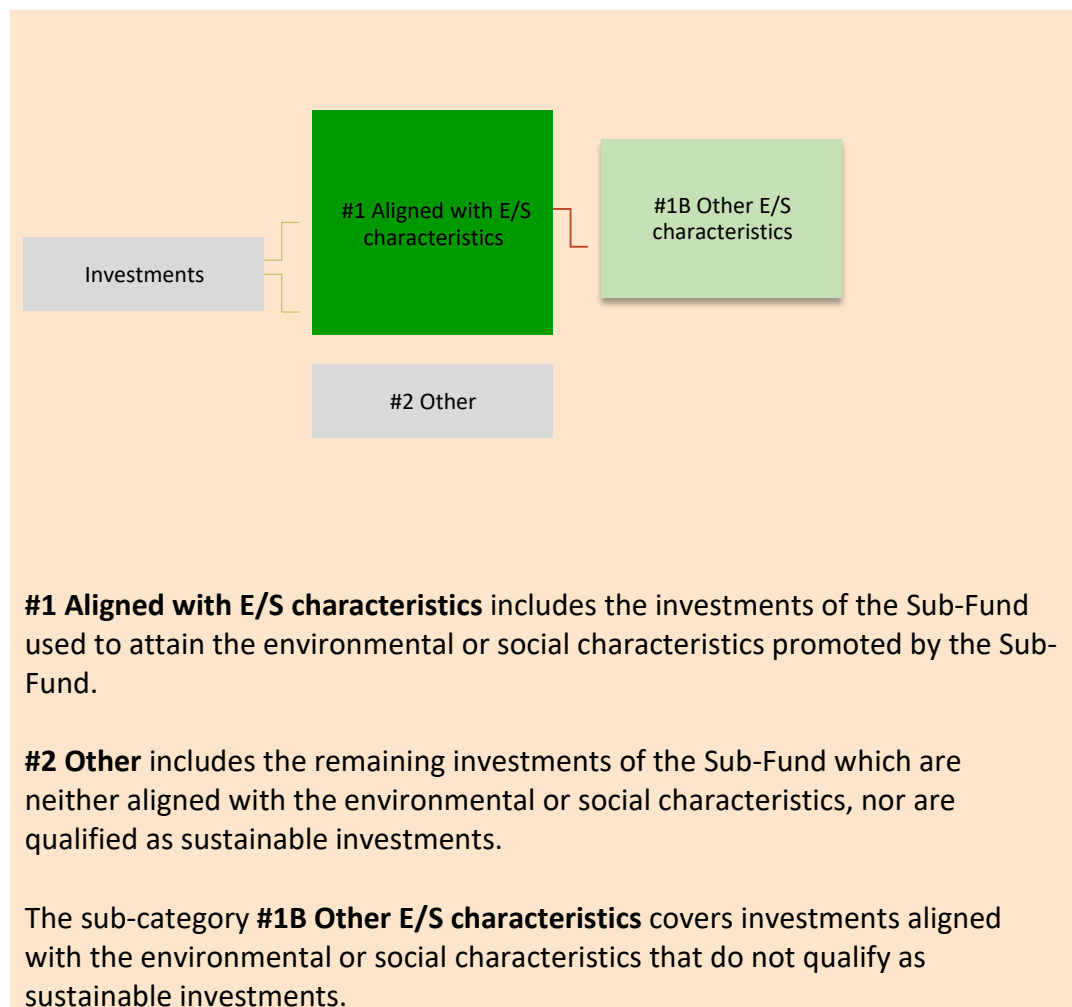 #1 Aligned with E/S
characteristics
#1B Other E/S
characteristics
Investments
#2 Other
#1 Aligned with E/S characteristics includes the investments of the Sub-Fund
used to attain the environmental or social characteristics promoted by the Sub-
Fund.
#2 Other includes the remaining investments of the Sub-Fund which are
neither aligned with the environmental or social characteristics, nor are
qualified as sustainable investments.
The sub-category #1B Other E/S characteristics covers investments aligned
with the environmental or social characteristics that do not qualify as
sustainable investments.